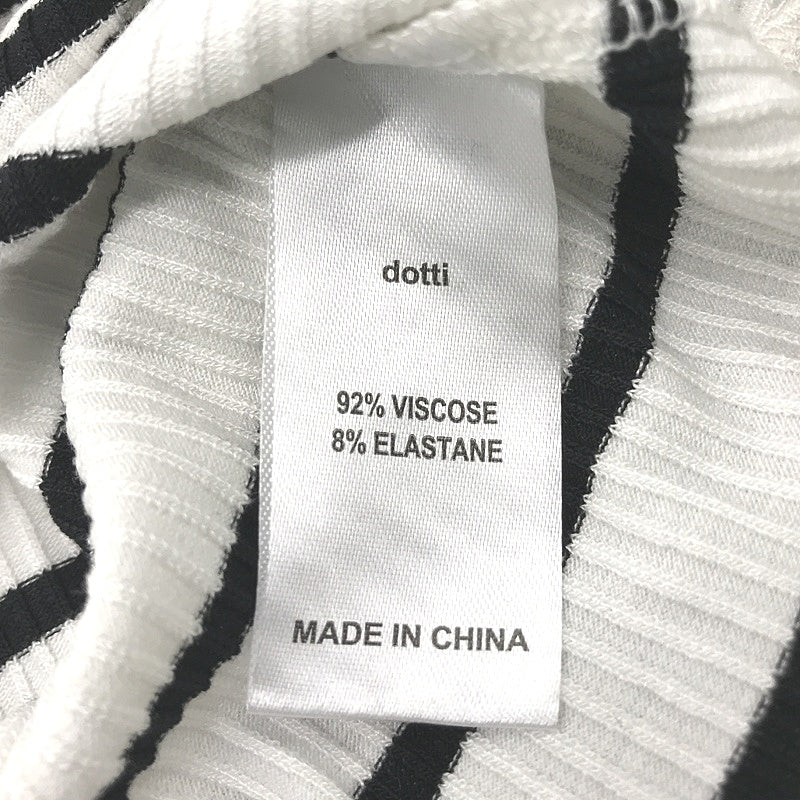 dotti
92% VISCOSE
8% ELASTANE
MADE IN CHINA